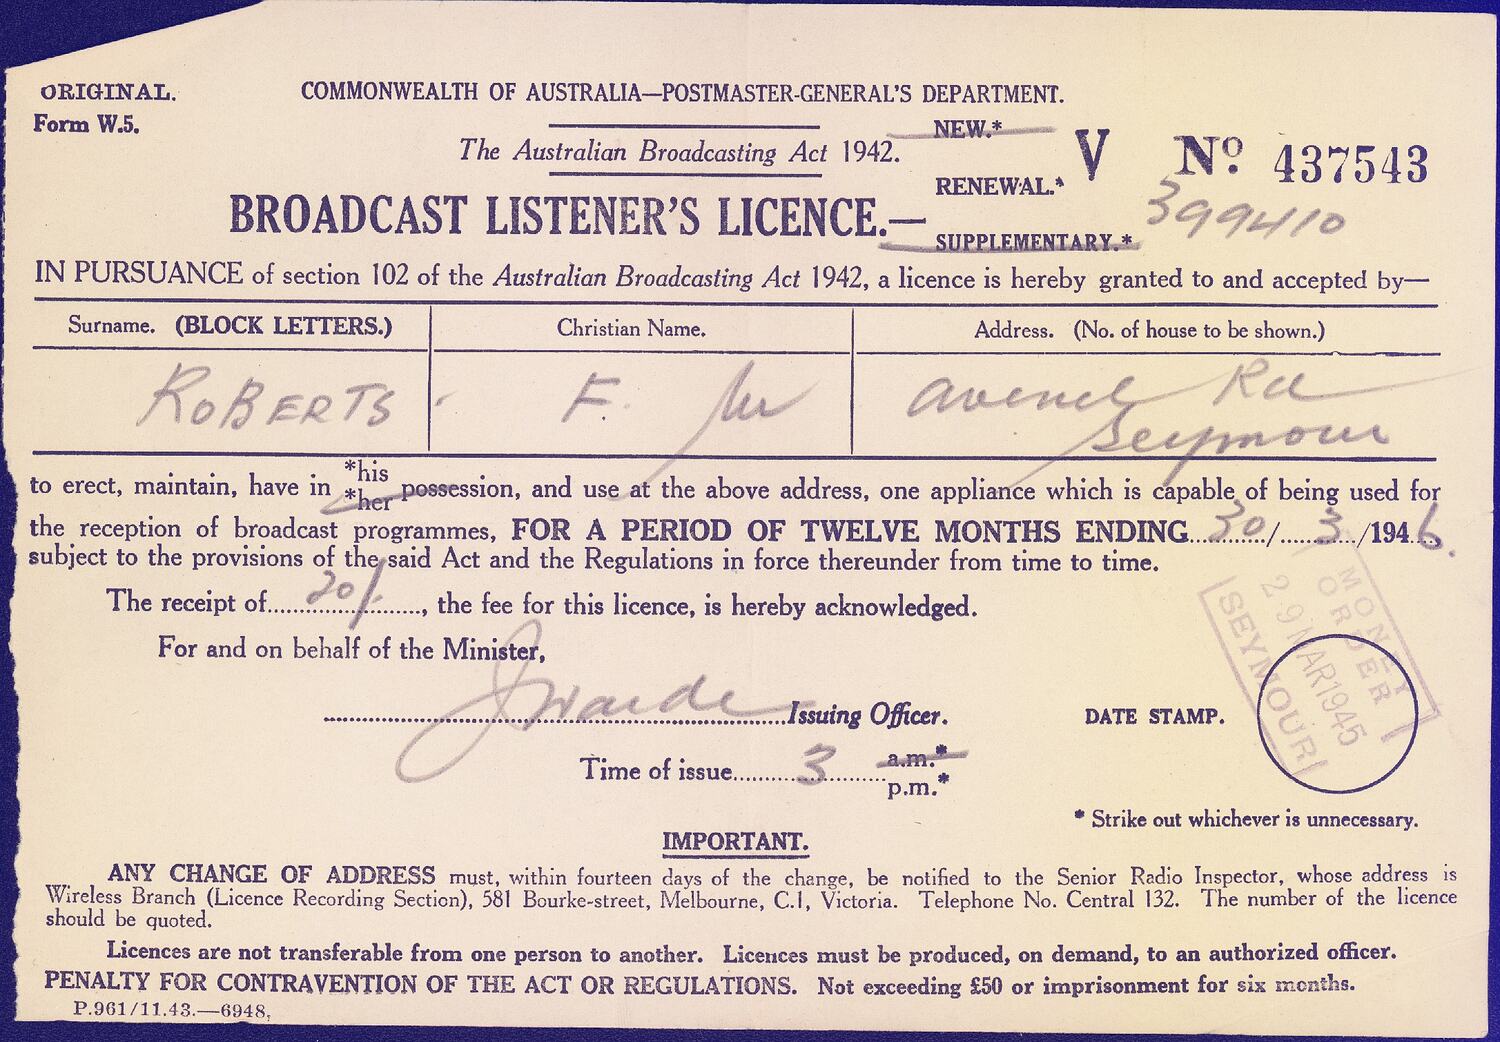 ORIGINAL.
Form W.5.
COMMONWEALTH OF AUSTRALIA—POSTMASTER-GENERAL'S DEPARTMENT.
The Australian Broadcasting Act 1942.
NEW.*
V No. 437543
RENEWAL.*
399410
BROADCAST LISTENER'S LICENCE.—
SUPPLEMENTARY.*
IN PURSUANCE of section 102 of the Australian Broadcasting Act 1942, a licence is hereby granted to and accepted by—
Surname. (BLOCK LETTERS.) Christian Name. Address. (No. of house to be shown.)
ROBERTS F. Mr Avenel Rd
Seymour
to erect, maintain, have in *his *her possession, and use at the above address, one appliance which is capable of being used for
the reception of broadcast programmes, FOR A PERIOD OF TWELVE MONTHS ENDING 30/3/1946.
subject to the provisions of the said Act and the Regulations in force thereunder from time to time.
The receipt of 20/-, the fee for this licence, is hereby acknowledged.
For and on behalf of the Minister,
Issuing Officer.
DATE STAMP.
MONEY ORDER
29 MAR 1945
SEYMOUR
Time of issue 3 a.m.*
p.m.*
* Strike out whichever is unnecessary.
IMPORTANT.
ANY CHANGE OF ADDRESS must, within fourteen days of the change, be notified to the Senior Radio Inspector, whose address is
Wireless Branch (Licence Recording Section), 581 Bourke-street, Melbourne, C.1, Victoria. Telephone No. Central 132. The number of the licence
should be quoted.
Licences are not transferable from one person to another. Licences must be produced, on demand, to an authorized officer.
PENALTY FOR CONTRAVENTION OF THE ACT OR REGULATIONS. Not exceeding £50 or imprisonment for six months.
P.961/11.43.—6948.